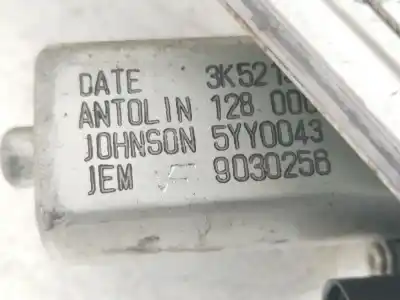 DATE 3K521
ANTOLIN 128 000
JOHNSON 5YY0043
JEM 9030256